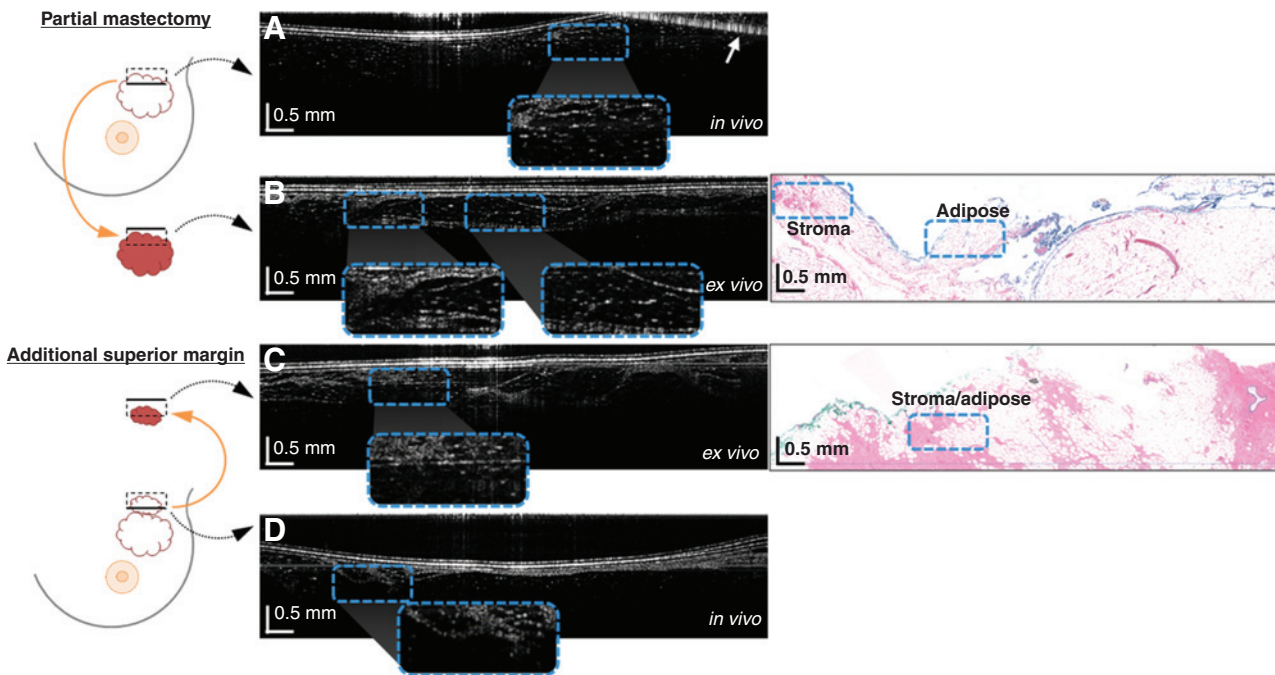 Partial mastectomy
A
0.5 mm
in vivo
B
0.5 mm
ex vivo
Stroma
Adipose
0.5 mm
Additional superior margin
C
0.5 mm
ex vivo
Stroma/adipose
0.5 mm
D
0.5 mm
in vivo